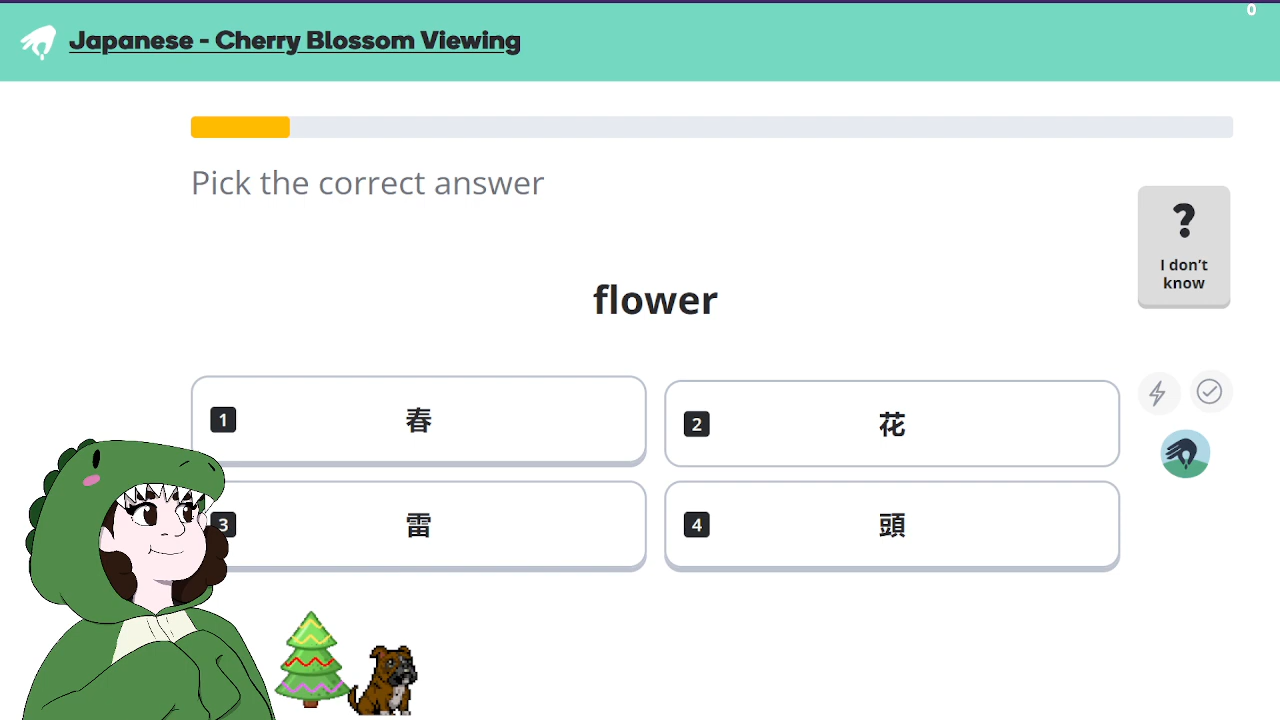 0
Japanese - Cherry Blossom Viewing
Pick the correct answer
?
I don't
know
flower
1 春
2 花
3 雷
4 頭